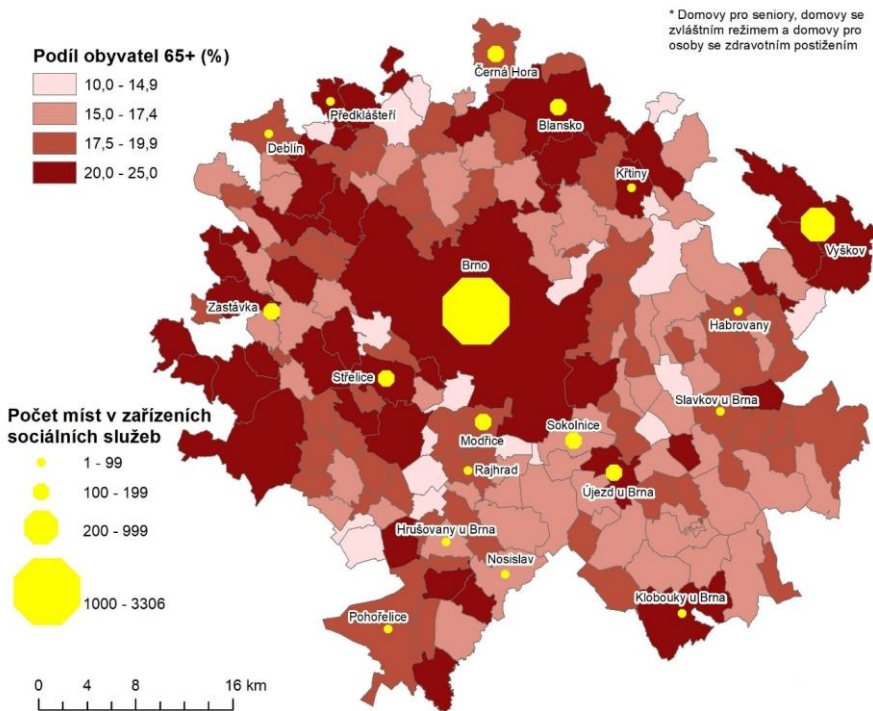 * Domovy pro seniory, domovy se
zvláštním režimem a domovy pro
osoby se zdravotním postižením
Podíl obyvatel 65+ (%)
10,0 - 14,9
15,0 - 17,4
17,5 - 19,9
20,0 - 25,0
Černá Hora
Předklášteří
Blansko
Deblín
Křtiny
Vyškov
Brno
Zastávka
Habrovany
Střelice
Slavkov u Brna
Modřice
Sokolnice
Rajhrad
Újezd u Brna
Hrušovany u Brna
Nosislav
Klobouky u Brna
Pohořelice
Počet míst v zařízeních
sociálních služeb
1 - 99
100 - 199
200 - 999
1000 - 3306
0 4 8 16 km